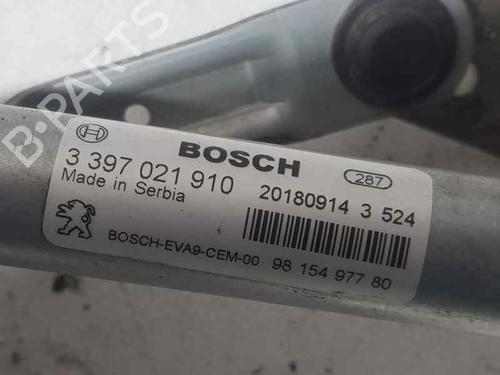 BOSCH
287
3 397 021 910
Made in Serbia
20180914 3 524
BOSCH-EVA9-CEM-00
98 154 977 80
B-PARTS